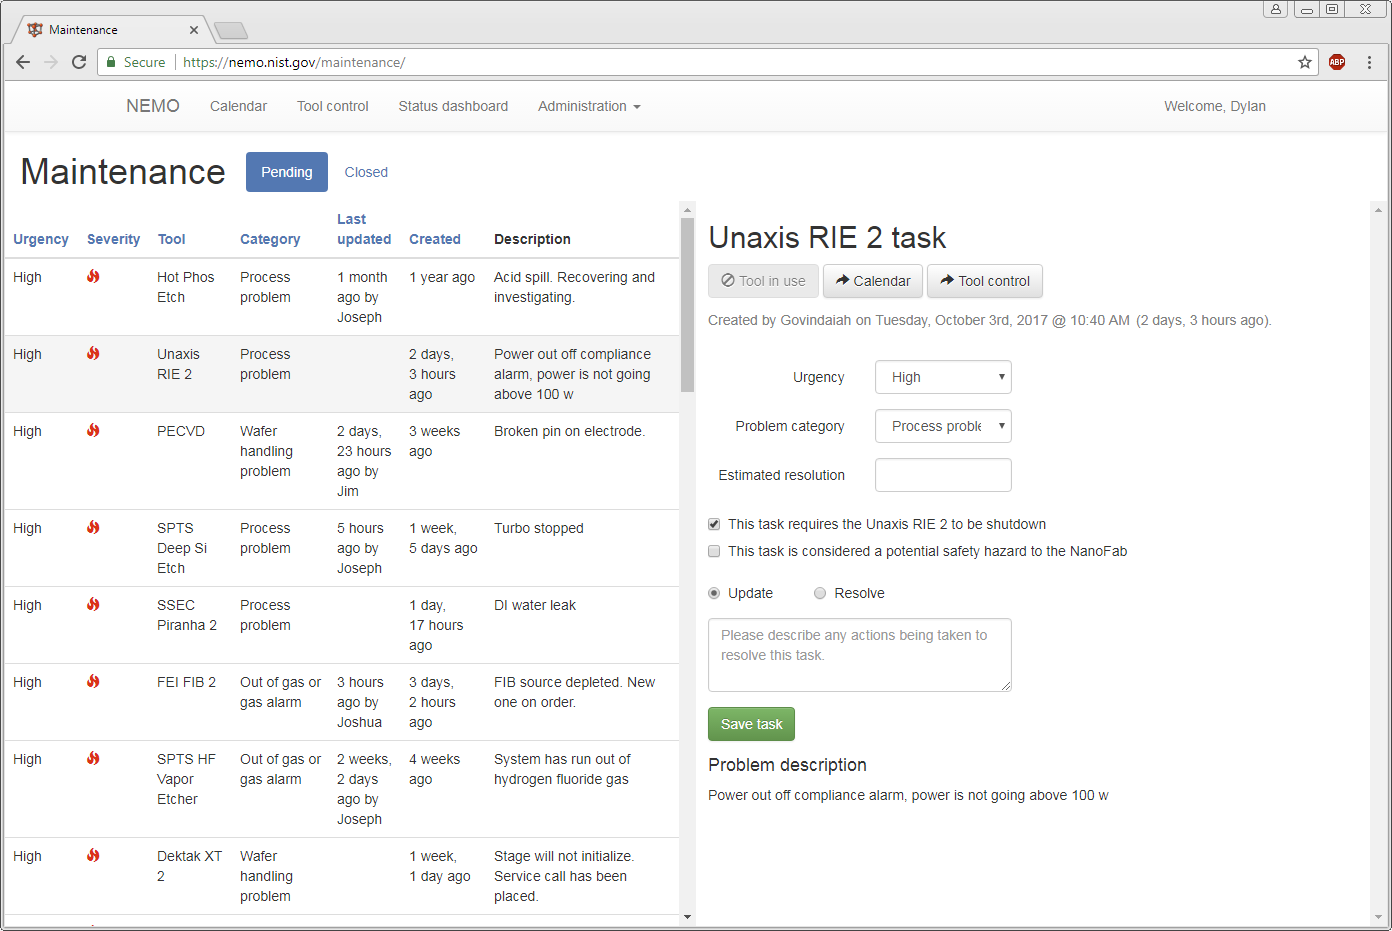 Maintenance
Secure https://nemo.nist.gov/maintenance/
ABP
NEMO Calendar Tool control Status dashboard Administration Welcome, Dylan
Maintenance Pending Closed
Urgency Severity Tool Category Last updated Created Description
High Hot Phos Etch Process problem 1 month ago by Joseph 1 year ago Acid spill. Recovering and investigating.
High Unaxis RIE 2 Process problem 2 days, 3 hours ago Power out off compliance alarm, power is not going above 100 w
High PECVD Wafer handling problem 2 days, 23 hours ago by Jim 3 weeks ago Broken pin on electrode.
High SPTS Deep Si Etch Process problem 5 hours ago by Joseph 1 week, 5 days ago Turbo stopped
High SSEC Piranha 2 Process problem 1 day, 17 hours ago DI water leak
High FEI FIB 2 Out of gas or gas alarm 3 hours ago by Joshua 3 days, 2 hours ago FIB source depleted. New one on order.
High SPTS HF Vapor Etcher Out of gas or gas alarm 2 weeks, 2 days ago by Joseph 4 weeks ago System has run out of hydrogen fluoride gas
High Dektak XT 2 Wafer handling problem 1 week, 1 day ago Stage will not initialize. Service call has been placed.
Unaxis RIE 2 task
Tool in use Calendar Tool control
Created by Govindaiah on Tuesday, October 3rd, 2017 @ 10:40 AM (2 days, 3 hours ago).
Urgency High
Problem category Process proble
Estimated resolution
This task requires the Unaxis RIE 2 to be shutdown
This task is considered a potential safety hazard to the NanoFab
Update Resolve
Please describe any actions being taken to
resolve this task.
Save task
Problem description
Power out off compliance alarm, power is not going above 100 w